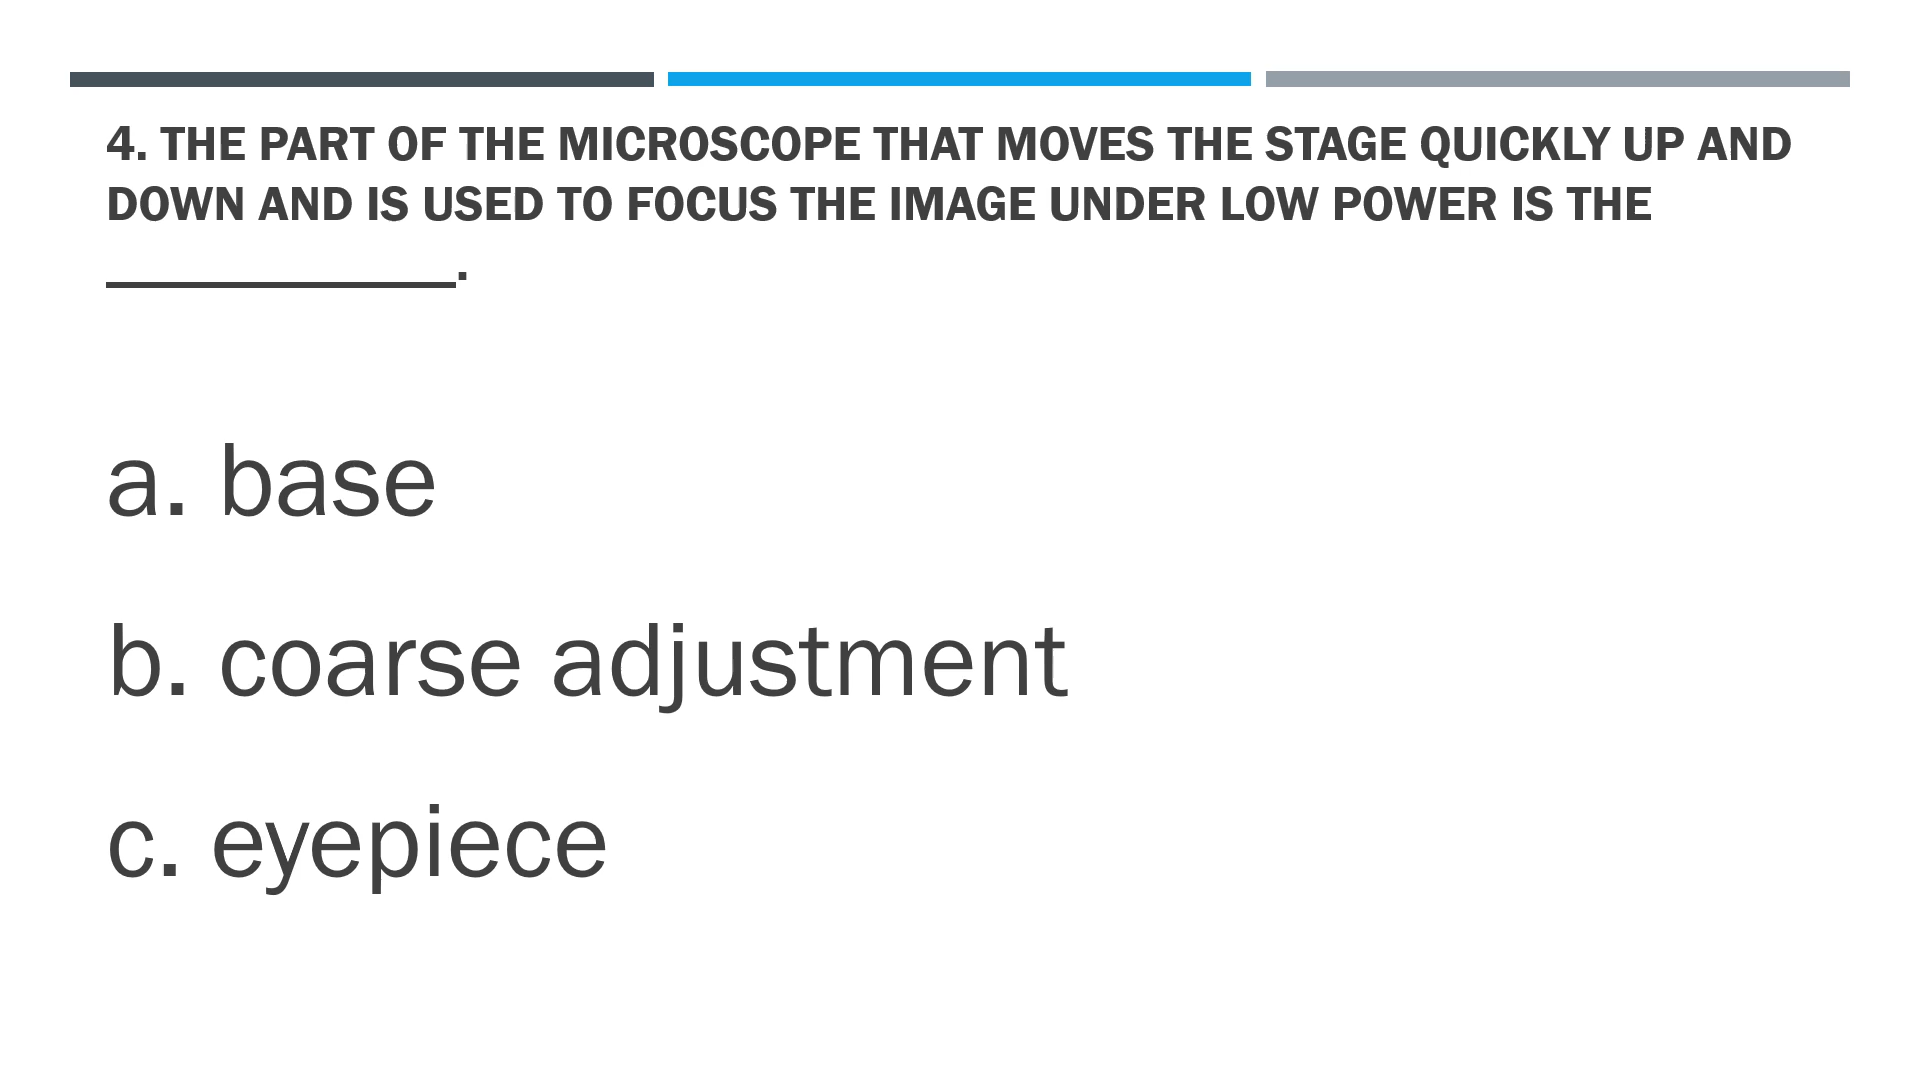 4. THE PART OF THE MICROSCOPE THAT MOVES THE STAGE QUICKLY UP AND
DOWN AND IS USED TO FOCUS THE IMAGE UNDER LOW POWER IS THE
______________.
a. base
b. coarse adjustment
c. eyepiece